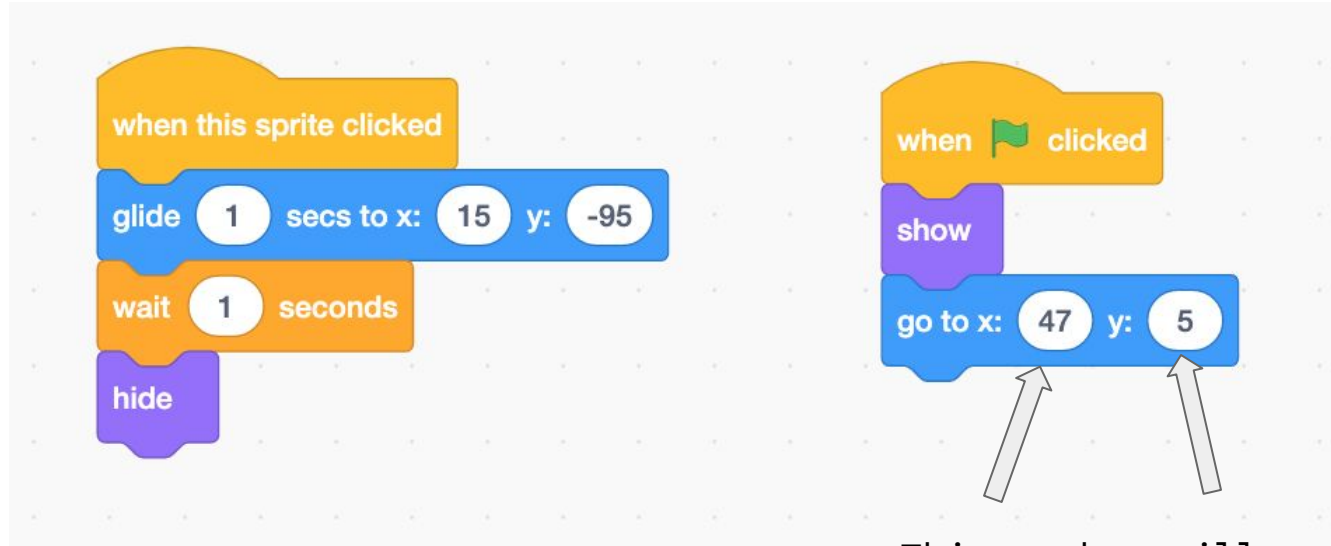 when this sprite clicked
glide 1 secs to x: 15 y: -95
wait 1 seconds
hide
when clicked
show
go to x: 47 y: 5